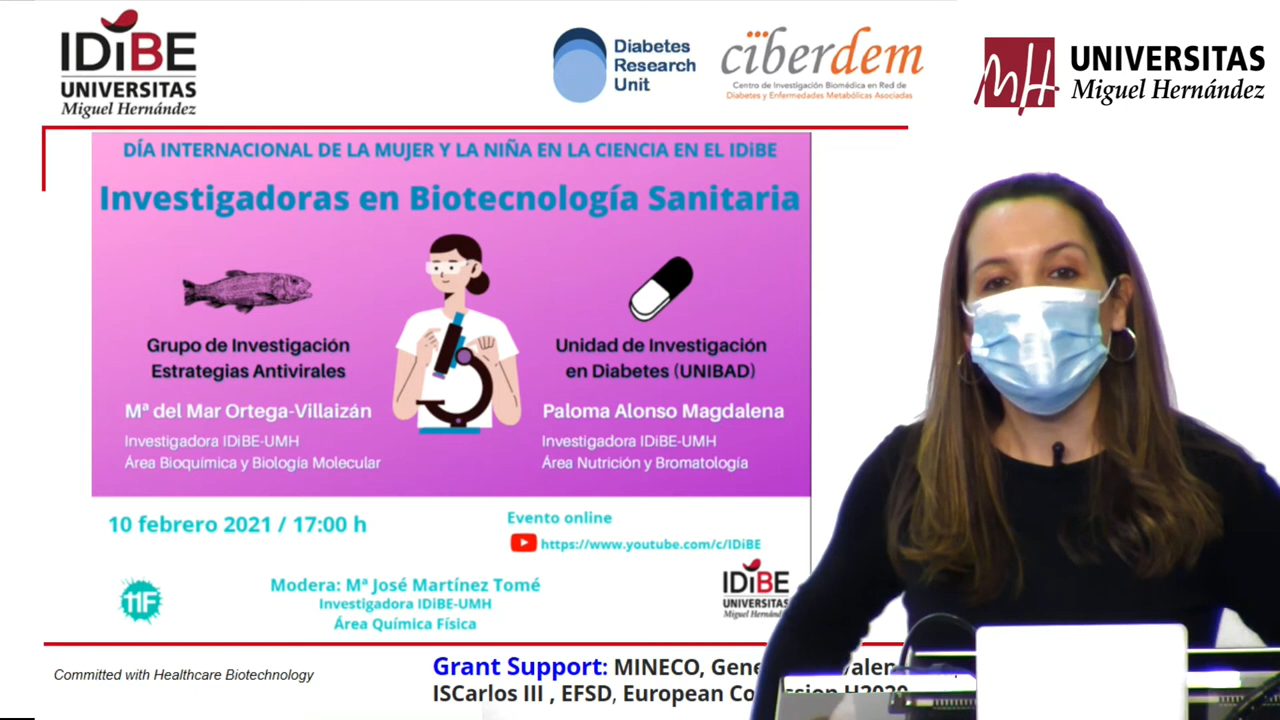 IDiBE
UNIVERSITAS
Miguel Hernández
Diabetes
Research
Unit
ciberdem
Centro de Investigación Biomédica en Red de
Diabetes y Enfermedades Metabólicas Asociadas
MH
UNIVERSITAS
Miguel Hernández
DÍA INTERNACIONAL DE LA MUJER Y LA NIÑA EN LA CIENCIA EN EL IDiBE
Investigadoras en Biotecnología Sanitaria
Grupo de Investigación
Estrategias Antivirales
Mª del Mar Ortega-Villaizán
Investigadora IDiBE-UMH
Área Bioquímica y Biología Molecular
Unidad de Investigación
en Diabetes (UNIBAD)
Paloma Alonso Magdalena
Investigadora IDiBE-UMH
Área Nutrición y Bromatología
10 febrero 2021 / 17:00 h
Evento online
https://www.youtube.com/c/IDiBE
11F
Modera: Mª José Martínez Tomé
Investigadora IDiBE-UMH
Área Química Física
IDiBE
UNIVERSITAS
Miguel Hernández
Committed with Healthcare Biotechnology
Grant Support: MINECO,
ISCarlos III , EFSD, European H2020